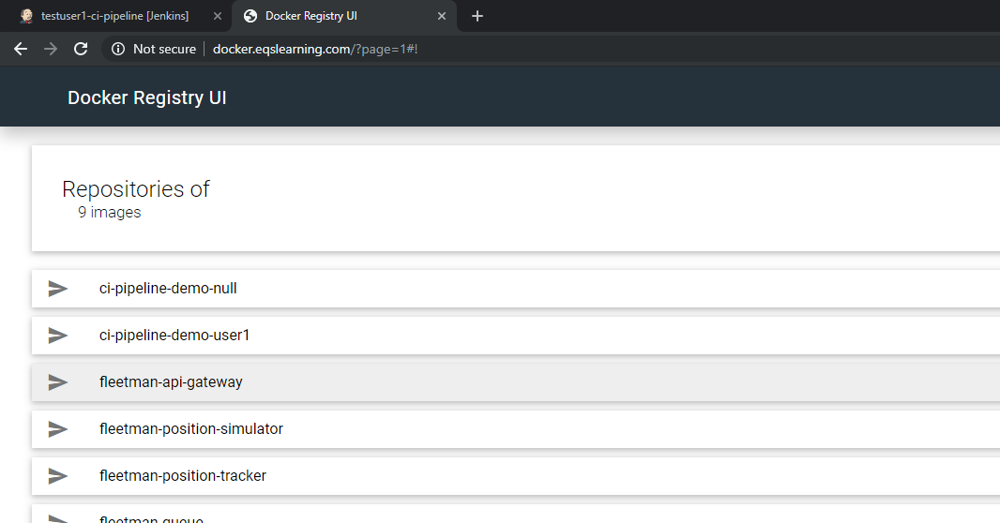 testuser1-ci-pipeline [Jenkins]
Docker Registry UI
Not secure
docker.eqslearning.com/?page=1#!
Docker Registry UI
Repositories of
9 images
ci-pipeline-demo-null
ci-pipeline-demo-user1
fleetman-api-gateway
fleetman-position-simulator
fleetman-position-tracker
fleetman-queue